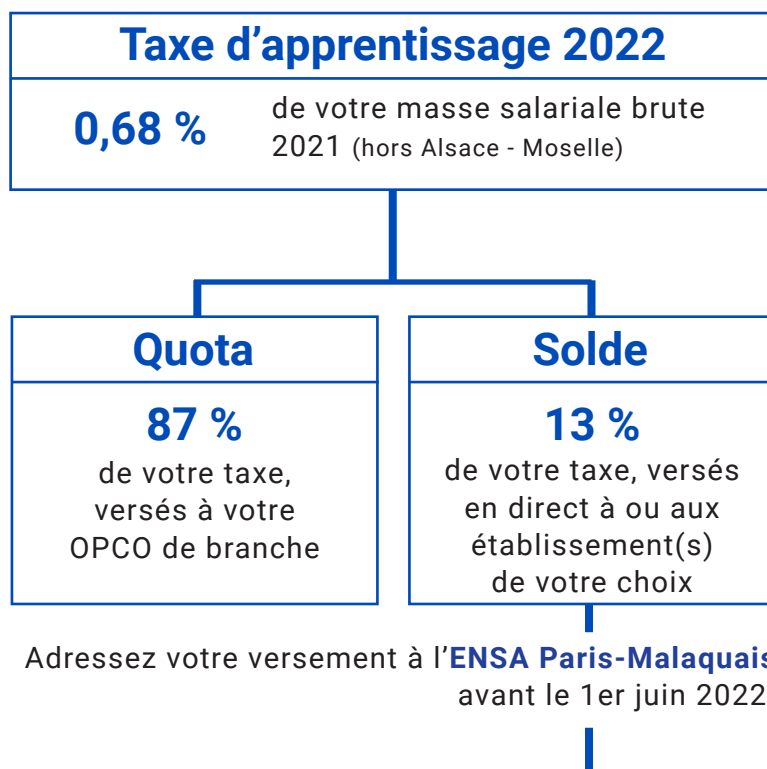 Taxe d’apprentissage 2022
0,68 %
de votre masse salariale brute
2021 (hors Alsace - Moselle)
Quota
87 %
de votre taxe,
versés à votre
OPCO de branche
Solde
13 %
de votre taxe, versés
en direct à ou aux
établissement(s)
de votre choix
Adressez votre versement à l’ENSA Paris-Malaquais
avant le 1er juin 2022